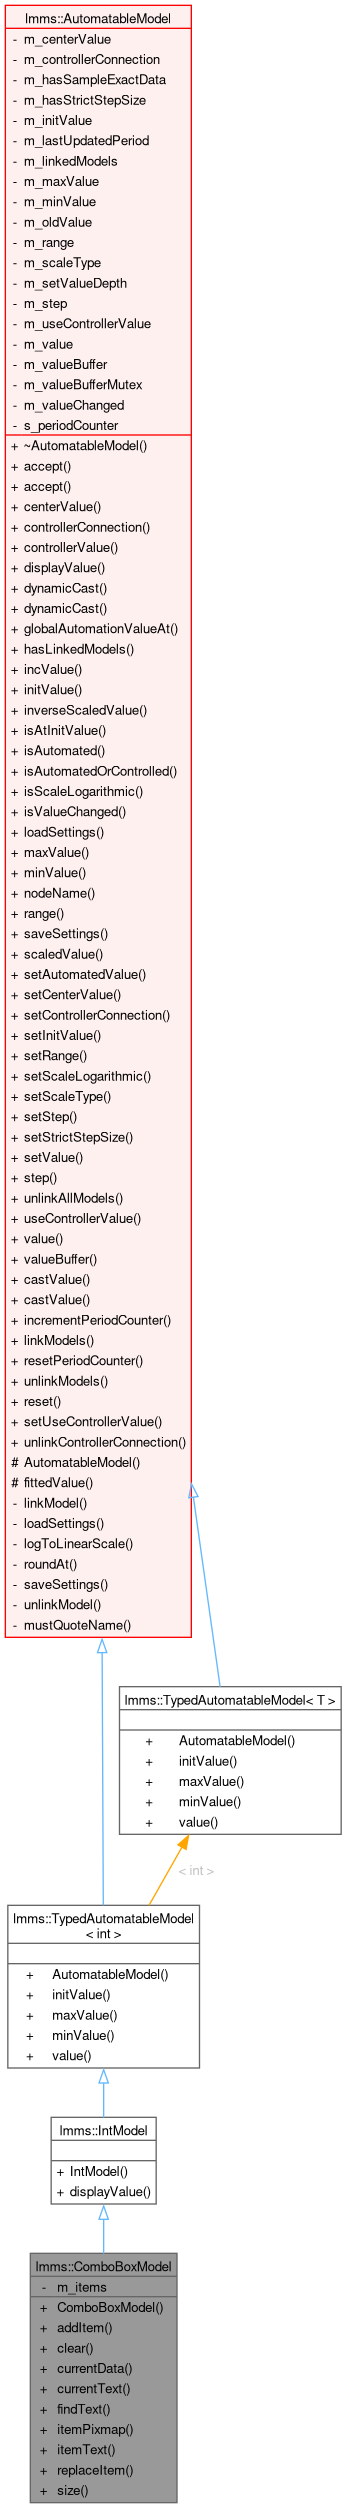 lmms::AutomatableModel
- m_centerValue
- m_controllerConnection
- m_hasSampleExactData
- m_hasStrictStepSize
- m_initValue
- m_lastUpdatedPeriod
- m_linkedModels
- m_maxValue
- m_minValue
- m_oldValue
- m_range
- m_scaleType
- m_setValueDepth
- m_step
- m_useControllerValue
- m_value
- m_valueBuffer
- m_valueBufferMutex
- m_valueChanged
- s_periodCounter
+ ~AutomatableModel()
+ accept()
+ accept()
+ centerValue()
+ controllerConnection()
+ controllerValue()
+ displayValue()
+ dynamicCast()
+ dynamicCast()
+ globalAutomationValueAt()
+ hasLinkedModels()
+ incValue()
+ initValue()
+ inverseScaledValue()
+ isAtInitValue()
+ isAutomated()
+ isAutomatedOrControlled()
+ isScaleLogarithmic()
+ isValueChanged()
+ loadSettings()
+ maxValue()
+ minValue()
+ nodeName()
+ range()
+ saveSettings()
+ scaledValue()
+ setAutomatedValue()
+ setCenterValue()
+ setControllerConnection()
+ setInitValue()
+ setRange()
+ setScaleLogarithmic()
+ setScaleType()
+ setStep()
+ setStrictStepSize()
+ setValue()
+ step()
+ unlinkAllModels()
+ useControllerValue()
+ value()
+ valueBuffer()
+ castValue()
+ castValue()
+ incrementPeriodCounter()
+ linkModels()
+ resetPeriodCounter()
+ unlinkModels()
+ reset()
+ setUseControllerValue()
+ unlinkControllerConnection()
# AutomatableModel()
# fittedValue()
- linkModel()
- loadSettings()
- logToLinearScale()
- roundAt()
- saveSettings()
- unlinkModel()
- mustQuoteName()
lmms::TypedAutomatableModel< T >
+ AutomatableModel()
+ initValue()
+ maxValue()
+ minValue()
+ value()
< int >
lmms::TypedAutomatableModel
< int >
+ AutomatableModel()
+ initValue()
+ maxValue()
+ minValue()
+ value()
lmms::IntModel
+ IntModel()
+ displayValue()
lmms::ComboBoxModel
- m_items
+ ComboBoxModel()
+ addItem()
+ clear()
+ currentData()
+ currentText()
+ findText()
+ itemPixmap()
+ itemText()
+ replaceItem()
+ size()